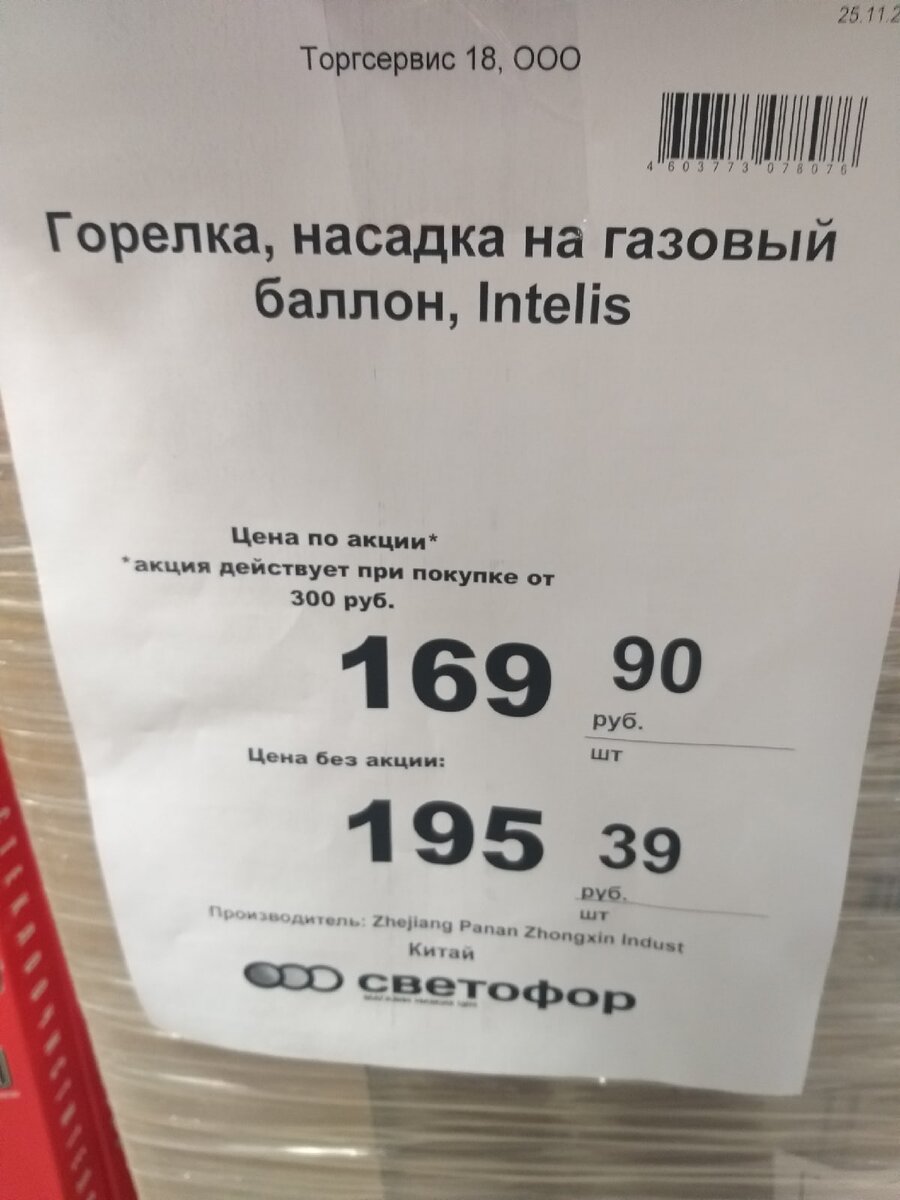 25.11.2
Торгсервис 18, ООО
4 603773 078076
Горелка, насадка на газовый
баллон, Intelis
Цена по акции*
*акция действует при покупке от
300 руб.
169 90
руб.
шт
Цена без акции:
195 39
руб.
шт
Производитель: Zhejiang Panan Zhongxin Indust
Китай
светофор